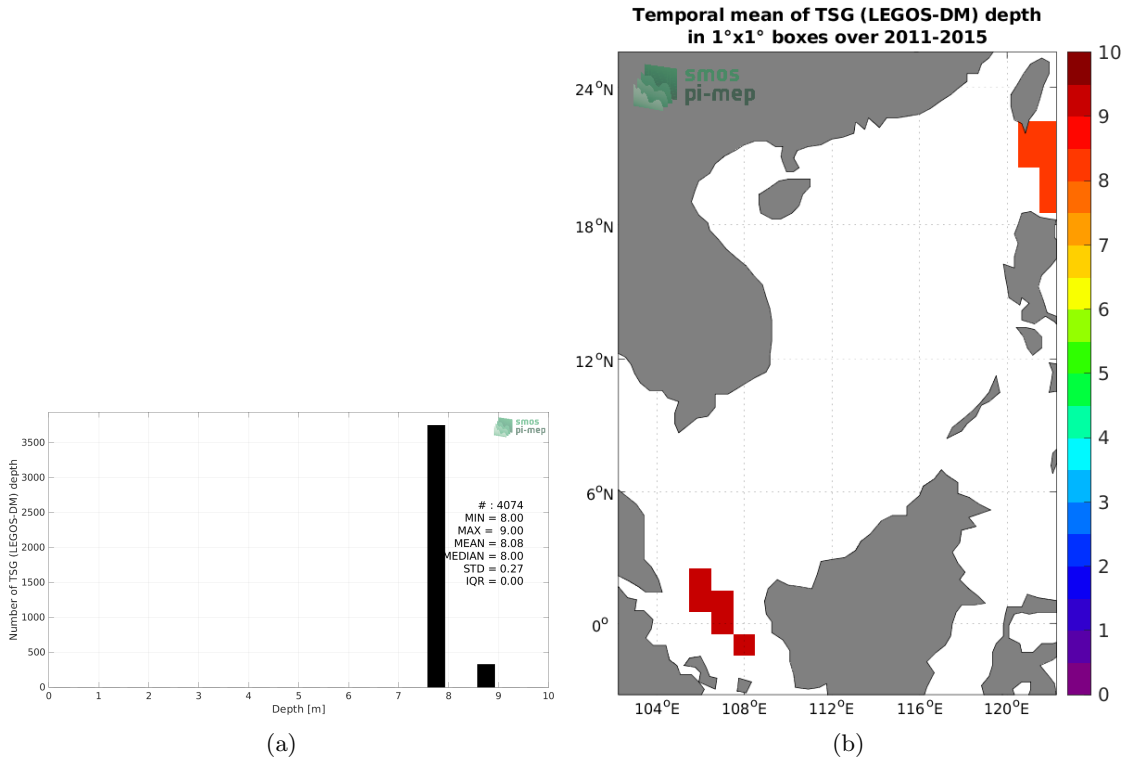 Temporal mean of TSG (LEGOS-DM) depth
in 1°x1° boxes over 2011-2015
smos
pi-mep
24°N
18°N
12°N
6°N
0°
104°E
108°E
112°E
116°E
120°E
10
9
8
7
6
5
4
3
2
1
0
smos
pi-mep
Number of TSG (LEGOS-DM) depth
3500
3000
2500
2000
1500
1000
500
0
# : 4074
MIN = 8.00
MAX = 9.00
MEAN = 8.08
MEDIAN = 8.00
STD = 0.27
IQR = 0.00
0 1 2 3 4 5 6 7 8 9 10
Depth [m]
(a)
(b)